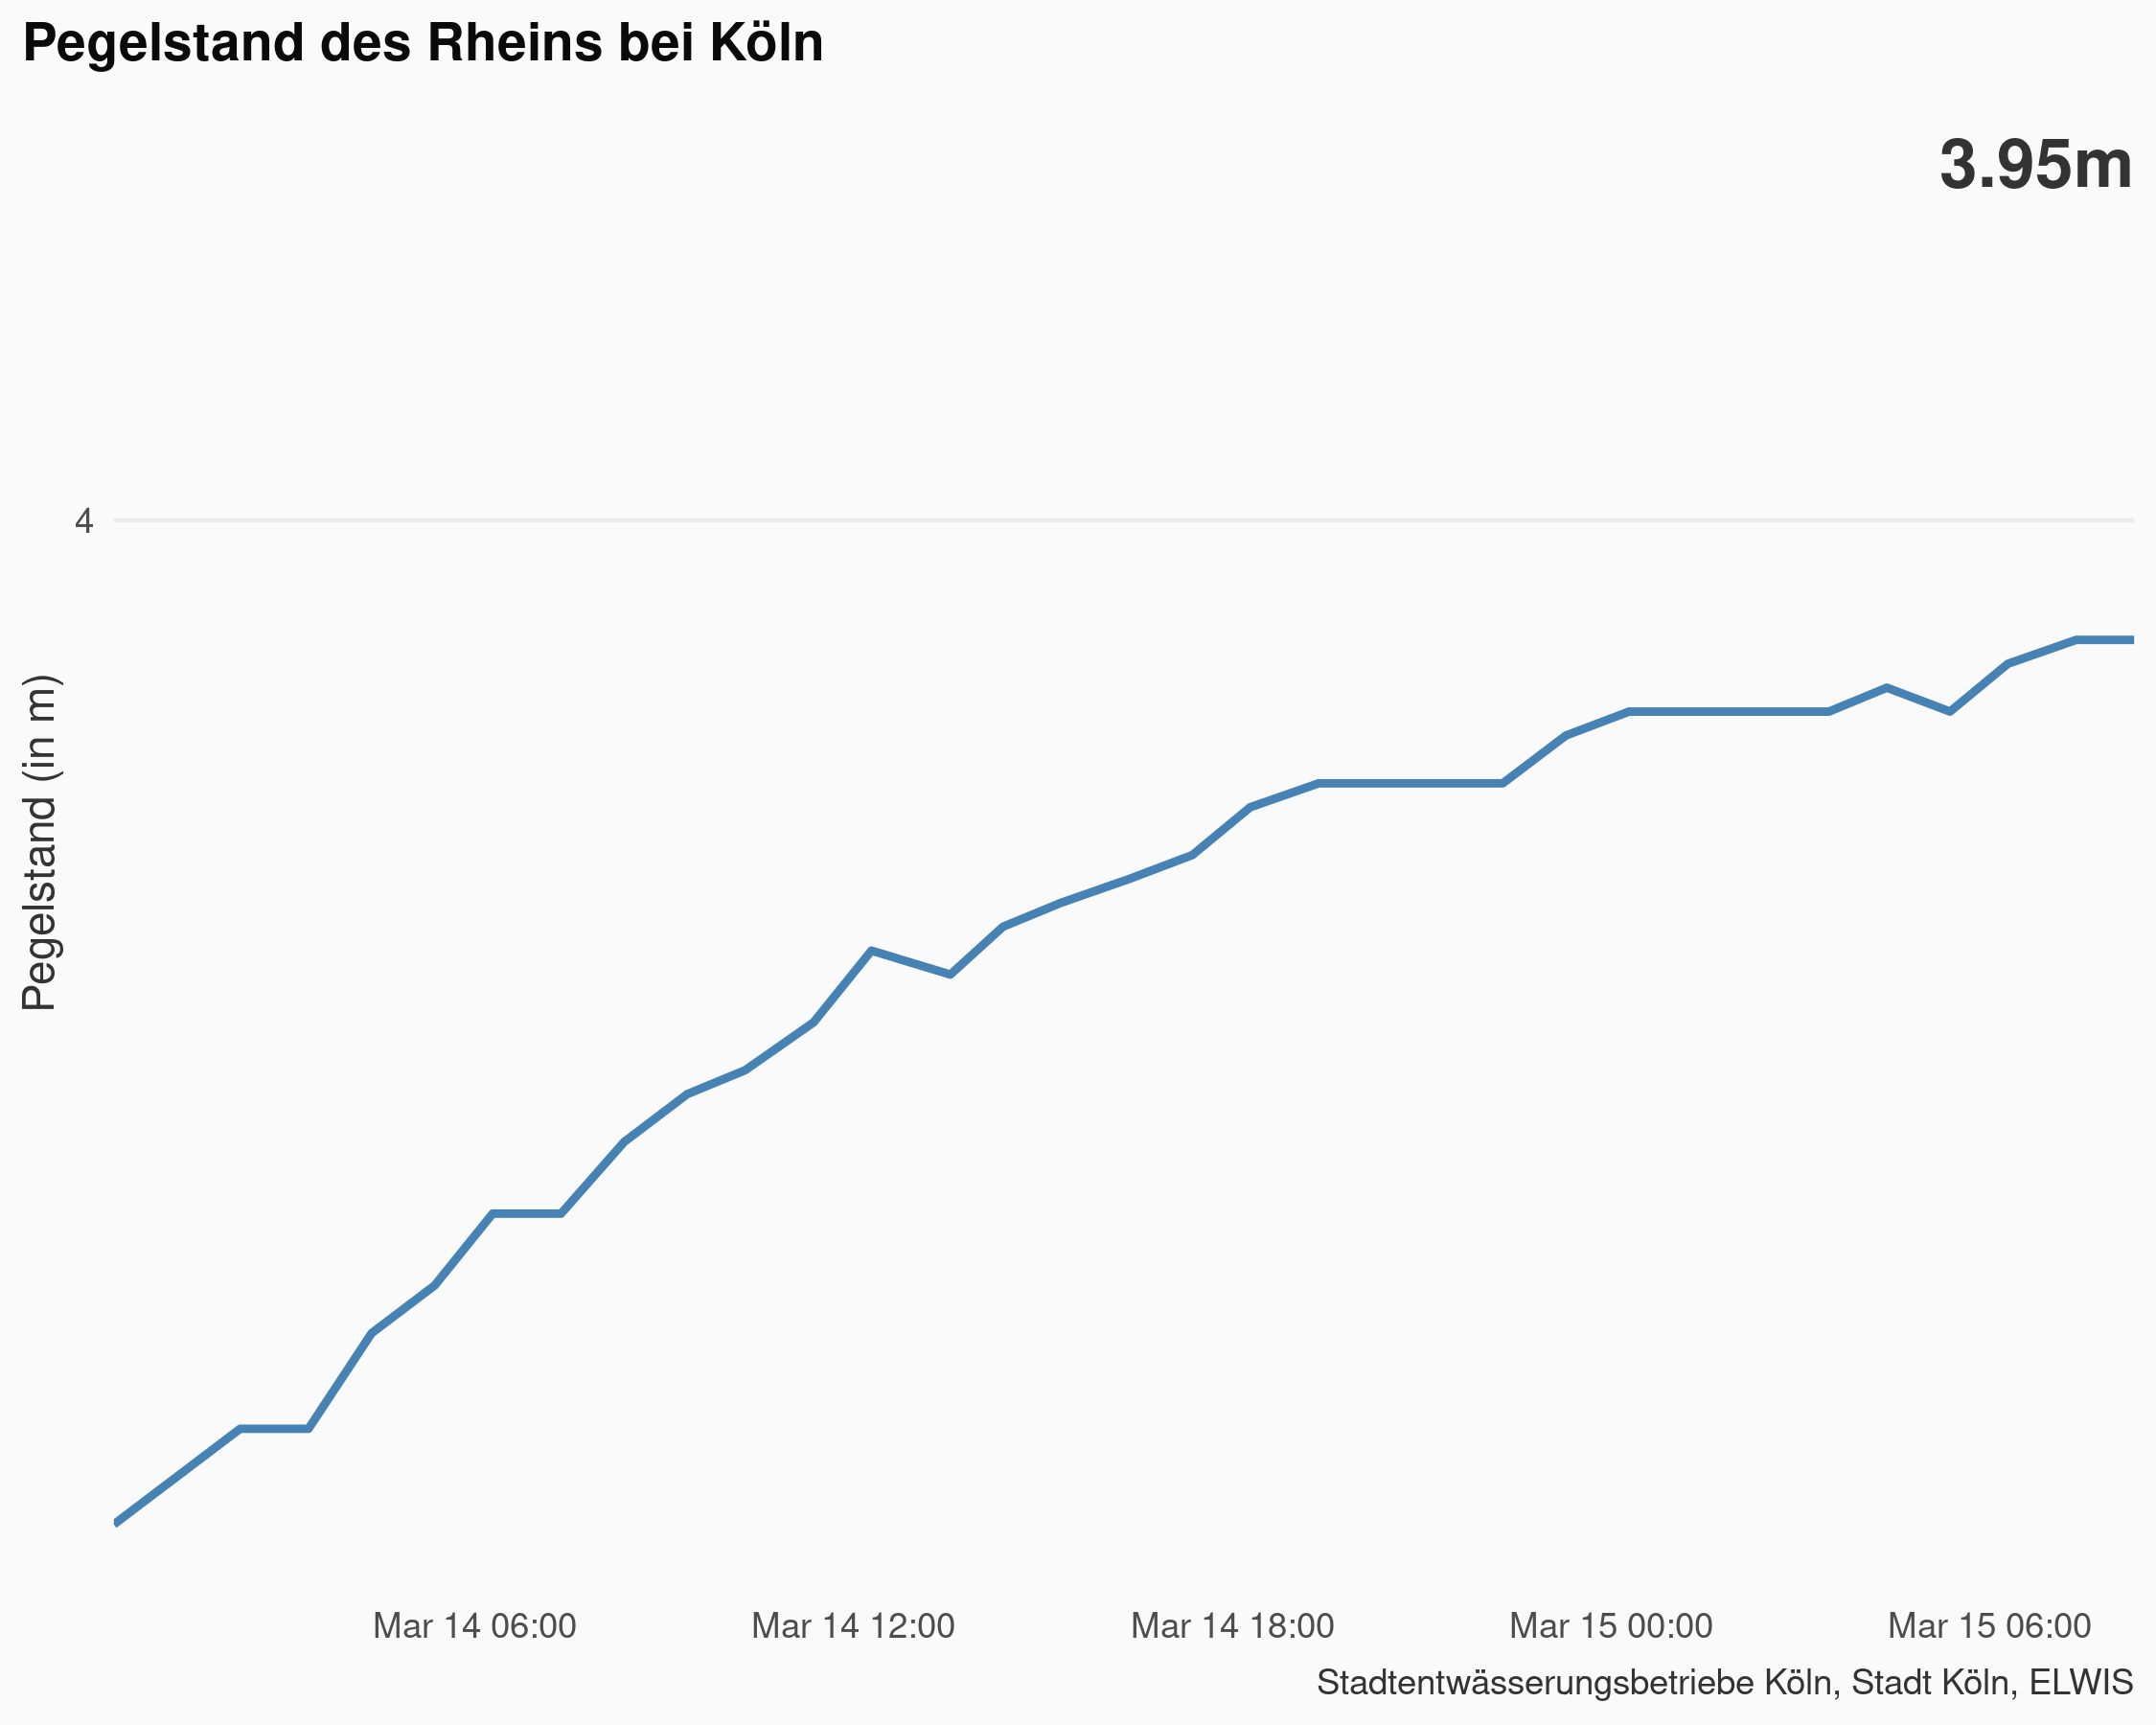 Pegelstand des Rheins bei Köln
3.95m
4
Pegelstand (in m)
Mar 14 06:00
Mar 14 12:00
Mar 14 18:00
Mar 15 00:00
Mar 15 06:00
Stadtentwässerungsbetriebe Köln, Stadt Köln, ELWIS